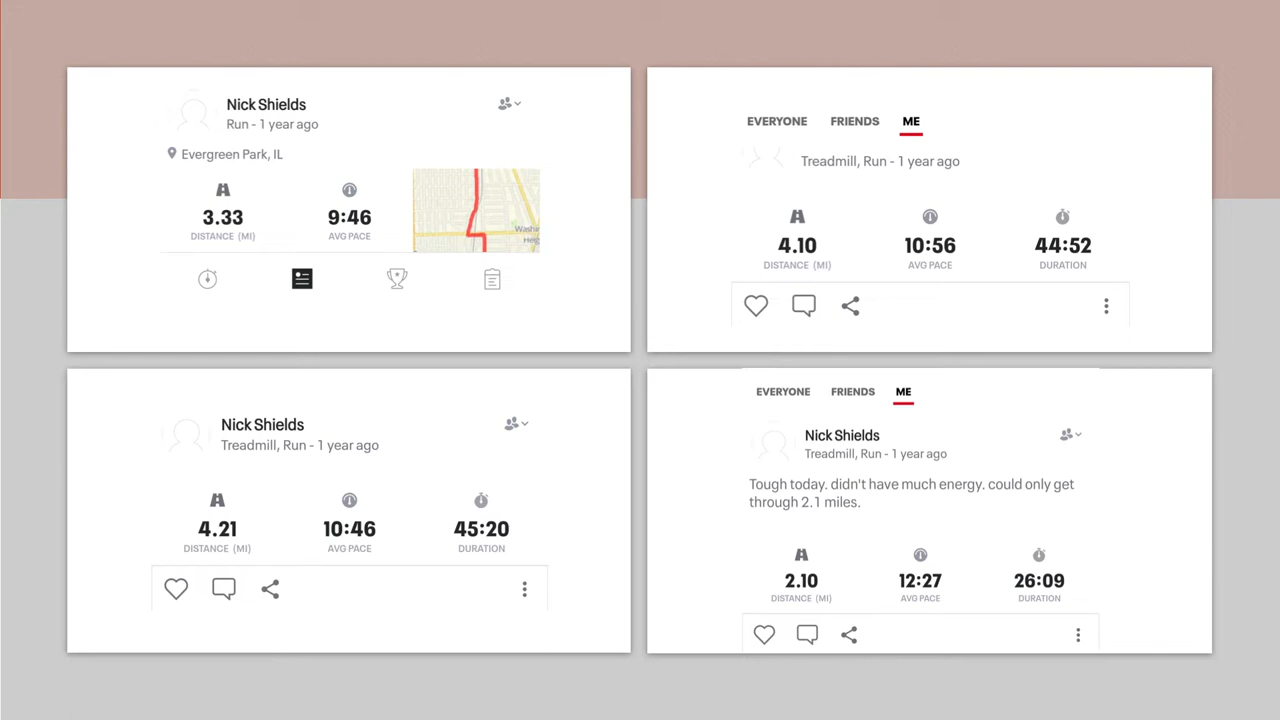 Nick Shields
Run - 1 year ago
Evergreen Park, IL
3.33
DISTANCE (MI)
9:46
AVG PACE
EVERYONE FRIENDS ME
Treadmill, Run - 1 year ago
4.10
DISTANCE (MI)
10:56
AVG PACE
44:52
DURATION
Nick Shields
Treadmill, Run - 1 year ago
4.21
DISTANCE (MI)
10:46
AVG PACE
45:20
DURATION
EVERYONE FRIENDS ME
Nick Shields
Treadmill, Run - 1 year ago
Tough today. didn't have much energy. could only get
through 2.1 miles.
2.10
DISTANCE (MI)
12:27
AVG PACE
26:09
DURATION